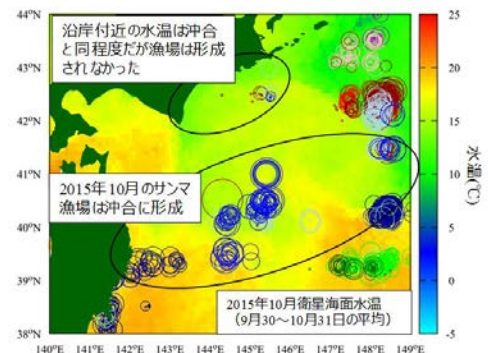 沿岸付近の水温は沖合
と同程度だが漁場は形成
されなかった
2015年10月のサンマ
漁場は沖合に形成
2015年10月衛星海面水温
(9月30～10月31日の平均)
44°N
43°N
42°N
41°N
40°N
39°N
38°N
140°E 141°E 142°E 143°E 144°E 145°E 146°E 147°E 148°E 149°E
25
20
15
10
5
0
-5
水温(°C)